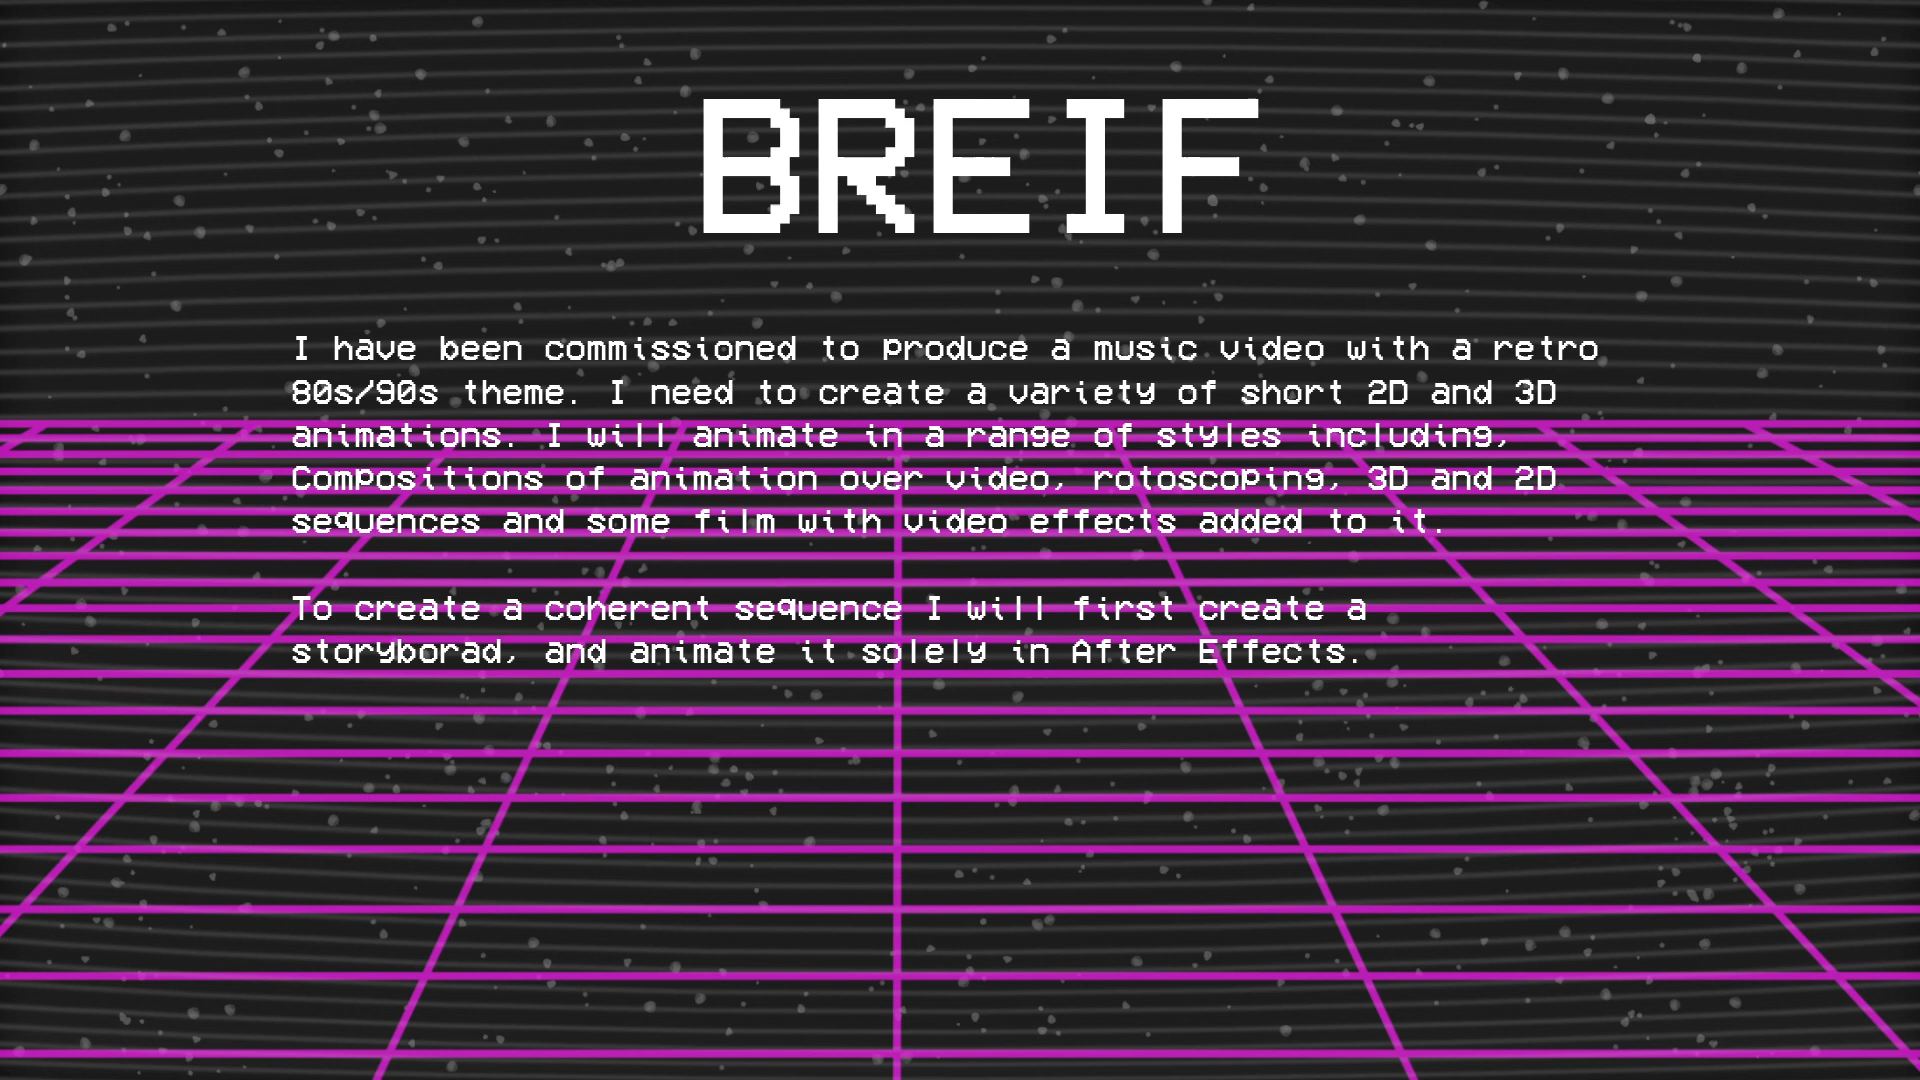 BREIF
I have been commissioned to produce a music video with a retro
80s/90s theme. I need to create a variety of short 2D and 3D
animations. I will animate in a range of styles including,
Compositions of animation over video, rotoscoping, 3D and 2D
sequences and some film with video effects added to it.
To create a coherent sequence I will first create a
storyborad, and animate it solely in After Effects.